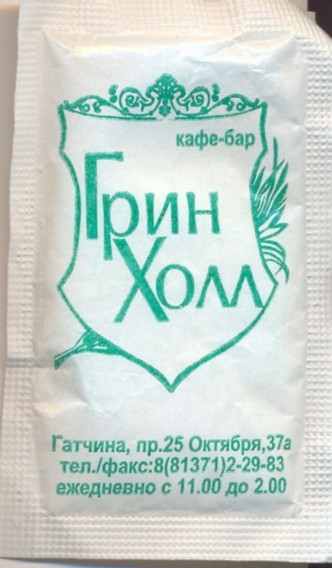 кафе-бар
Грин
Холл
Гатчина, пр.25 Октября,37а
тел./факс:8(81371)2-29-83
ежедневно с 11.00 до 2.00